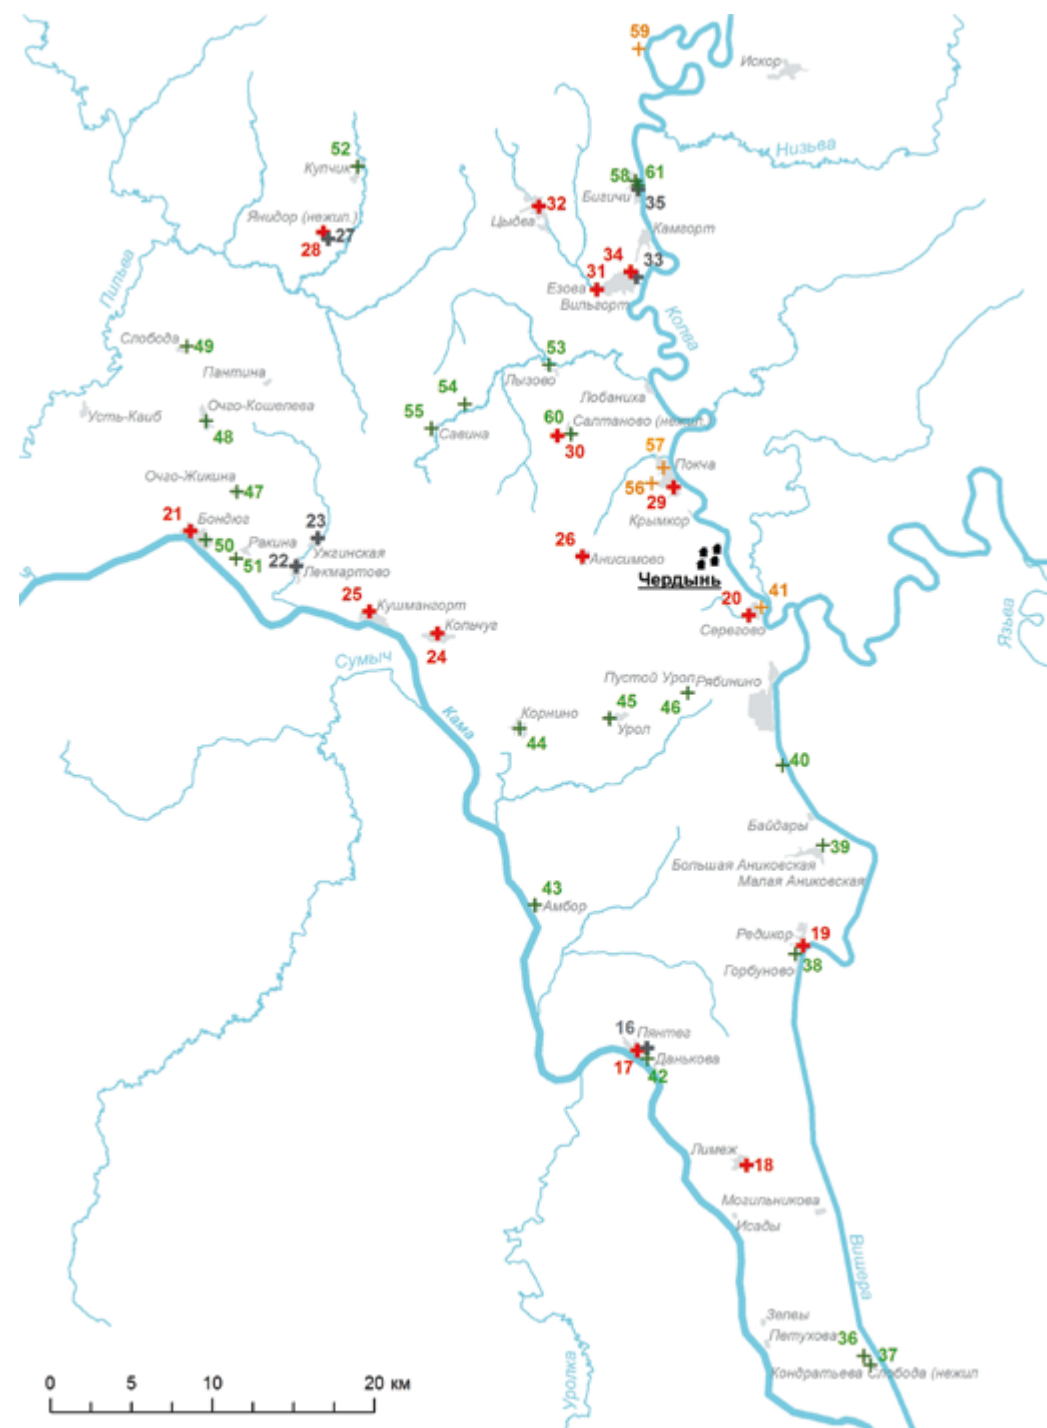 59
Искор
Низьва
52
Купчик
58 61
Бигичи
35
32
Цыдва
Янидор (нежил.)
27
28
Камгорт
34 33
31
Езова
Вильгорт
Пильва
Колва
Слобода
49
53
Лызово
Пантина
54
Лобаниха
Усть-Каиб
Очго-Кошелева
48
55
Савина
60
Салтаново (нежил.)
30
57
Покча
56
29
Очго-Жикина
47
Крымкор
21
Бондюг
23
50
Ракина
Ужгинская
51
22
Лекмартово
26
Анисимово
Чердынь
25
Кушмангорт
20
41
Серегово
Язьва
Кольчуг
24
Сумыч
Пустой Урол
Рябинино
45
46
Урол
Кама
Корнино
44
40
Байдары
39
Большая Аниковская
Малая Аниковская
43
Амбор
Редикор
19
38
Горбуново
16
Пянтег
17
Данькова
42
Лимеж
18
Могильникова
Исады
Вишера
Зелвы
Петухова
36
37
Кондратьева Слобода (нежил
Уролка
0 5 10 20 км